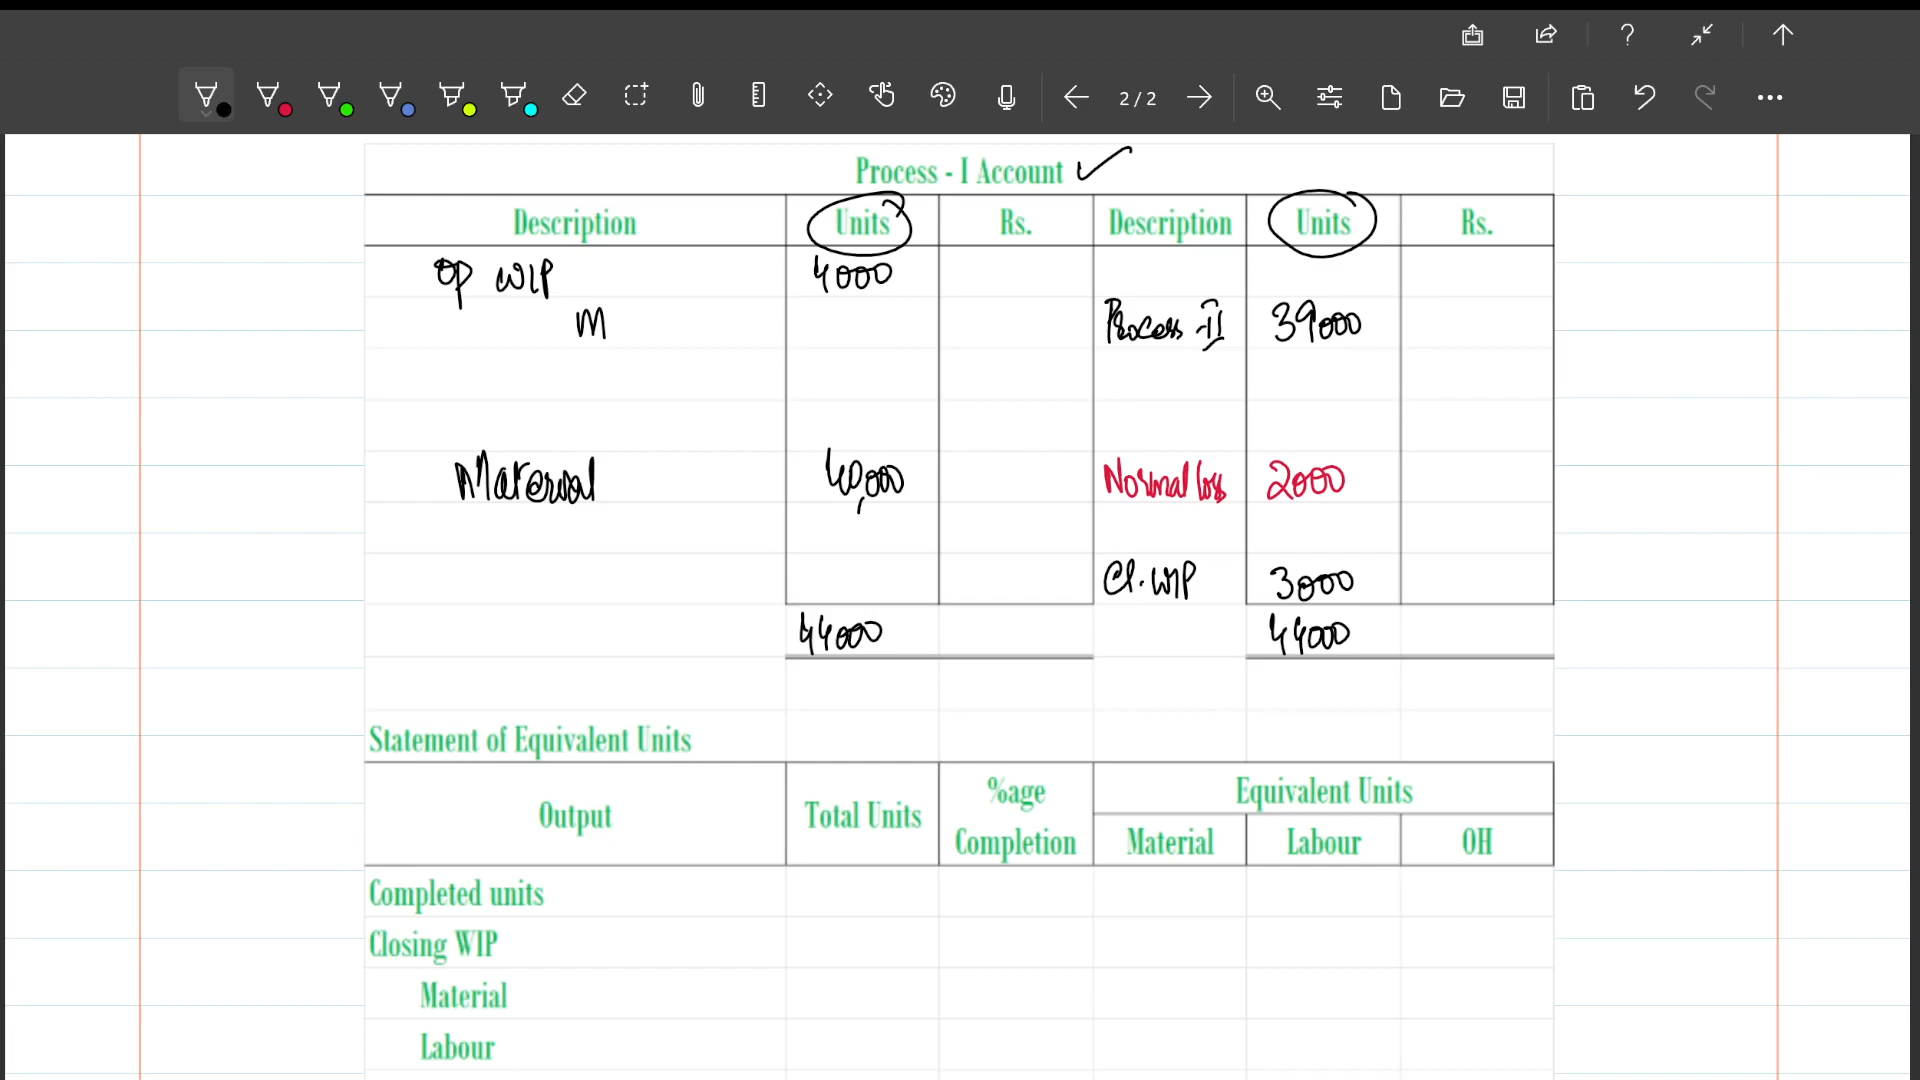 2 / 2
Process - I Account
Description Units Rs. Description Units Rs.
Op WIP 4000
M Process - II 39000
Material 40,000 Normal loss 2000
Cl. WIP 3000
44000 44000
Statement of Equivalent Units
Output Total Units %age Completion Equivalent Units
Material Labour OH
Completed units
Closing WIP
Material
Labour